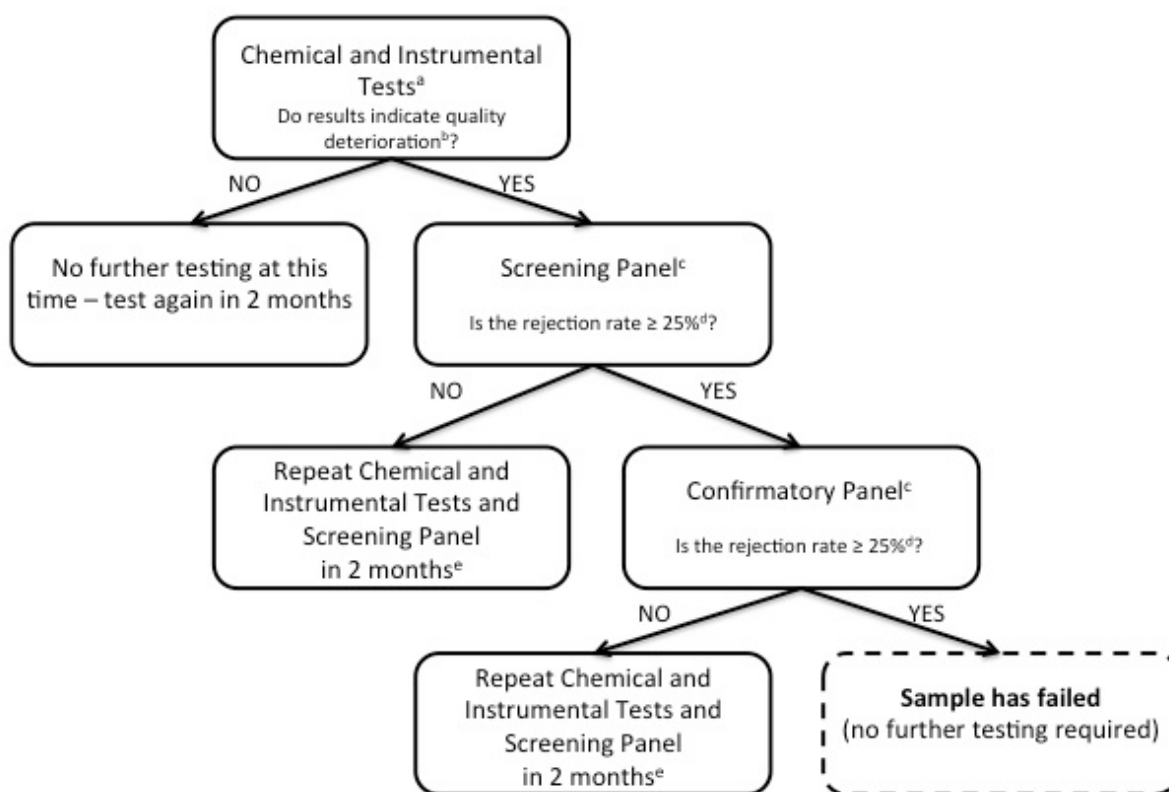 Chemical and Instrumental
Testsᵃ
Do results indicate quality
deteriorationᵇ?
NO
YES
No further testing at this
time – test again in 2 months
Screening Panelᶜ
Is the rejection rate ≥ 25%ᵈ?
NO
YES
Repeat Chemical and
Instrumental Tests and
Screening Panel
in 2 monthsᵉ
Confirmatory Panelᶜ
Is the rejection rate ≥ 25%ᵈ?
NO
YES
Repeat Chemical and
Instrumental Tests and
Screening Panel
in 2 monthsᵉ
Sample has failed
(no further testing required)